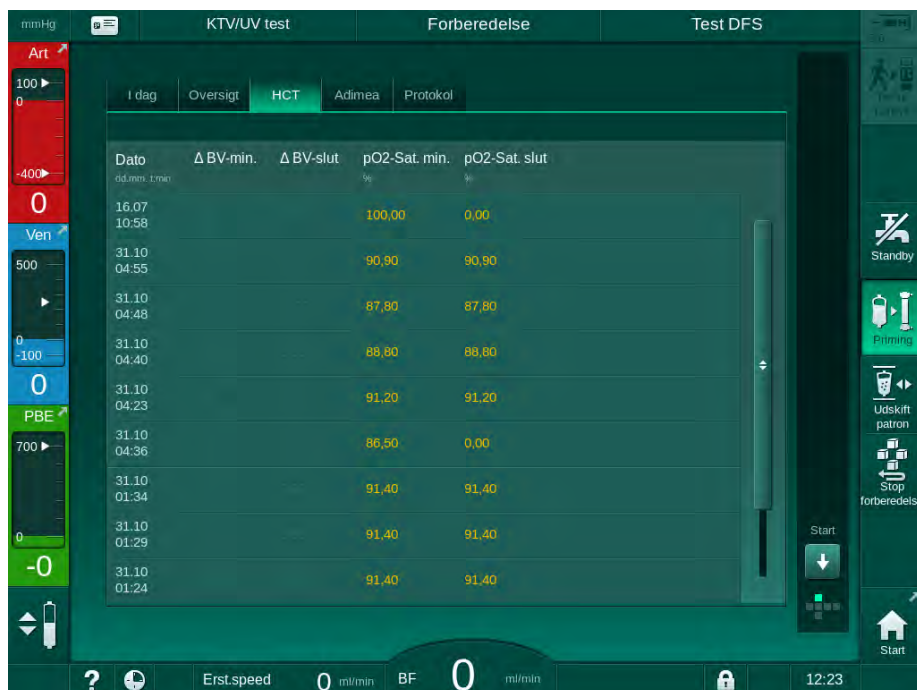 mmHg
KTV/UV test
Forberedelse
Test DFS
Art
100
0
-400
0
Ven
500
0
-100
0
PBE
700
0
-0
I dag
Oversigt
HCT
Adimea
Protokol
Dato
Δ BV-min.
Δ BV-slut
pO2-Sat. min.
pO2-Sat. slut
dd.mm. t:min
%
%
16.07
10:58
100,00
0,00
31.10
04:55
90,90
90,90
31.10
04:48
87,80
87,80
31.10
04:40
88,80
88,80
31.10
04:23
91,20
91,20
31.10
04:36
86,50
0,00
31.10
01:34
91,40
91,40
31.10
01:29
91,40
91,40
31.10
01:24
91,40
91,40
Start
Standby
Priming
Udskift
patron
Stop
forberedels
Start
?
Erst.speed
0 ml/min
BF
0 ml/min
12:23